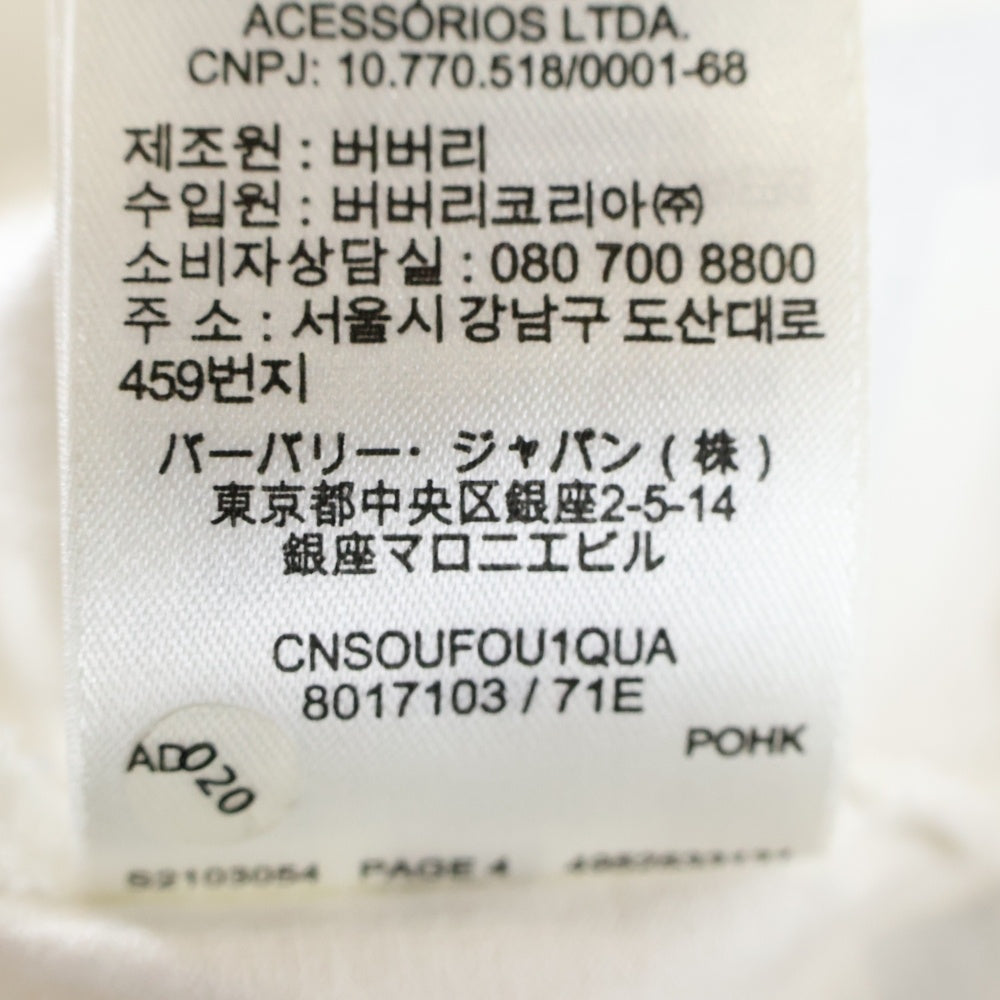 ACESSÓRIOS LTDA.
CNPJ: 10.770.518/0001-68
제조원 : 버버리
수입원 : 버버리코리아㈜
소비자상담실 : 080 700 8800
주 소 : 서울시 강남구 도산대로
459번지
バーバリー・ジャパン ( 株 )
東京都中央区銀座2-5-14
銀座マロニエビル
CNSOUFOU1QUA
8017103 / 71E
POHK
020
PAGE 4